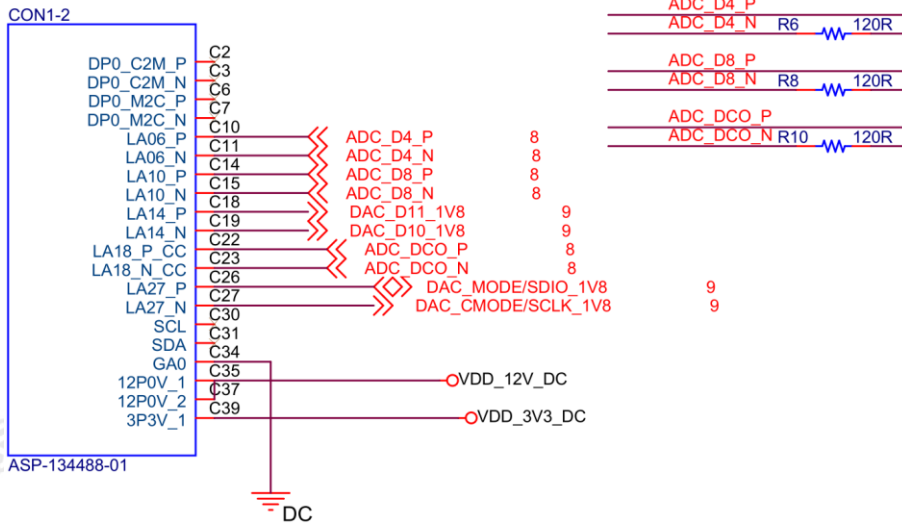 CON1-2
DP0_C2M_P C2
DP0_C2M_N C3
DP0_M2C_P C6
DP0_M2C_N C7
LA06_P C10 ADC_D4_P 8
LA06_N C11 ADC_D4_N 8
LA10_P C14 ADC_D8_P 8
LA10_N C15 ADC_D8_N 8
LA14_P C18 DAC_D11_1V8 9
LA14_N C19 DAC_D10_1V8 9
LA18_P_CC C22 ADC_DCO_P 8
LA18_N_CC C23 ADC_DCO_N 8
LA27_P C26 DAC_MODE/SDIO_1V8 9
LA27_N C27 DAC_CMODE/SCLK_1V8 9
SCL C30
SDA C31
GA0 C34
12P0V_1 C35 VDD_12V_DC
12P0V_2 C37
3P3V_1 C39 VDD_3V3_DC
ASP-134488-01
DC
ADC_D4_P
ADC_D4_N R6 120R
ADC_D8_P
ADC_D8_N R8 120R
ADC_DCO_P
ADC_DCO_N R10 120R